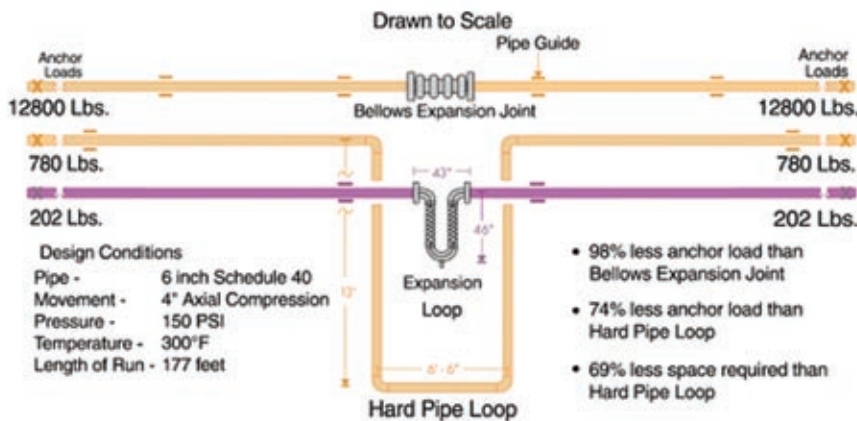 Drawn to Scale
Pipe Guide
Anchor
Loads
Anchor
Loads
12800 Lbs.
Bellows Expansion Joint
12800 Lbs.
780 Lbs.
780 Lbs.
43"
202 Lbs.
46"
202 Lbs.
Design Conditions
Pipe - 6 inch Schedule 40
Movement - 4" Axial Compression
Pressure - 150 PSI
Temperature - 300°F
Length of Run - 177 feet
Expansion
Loop
6' - 6"
Hard Pipe Loop
• 98% less anchor load than
Bellows Expansion Joint
• 74% less anchor load than
Hard Pipe Loop
• 69% less space required than
Hard Pipe Loop